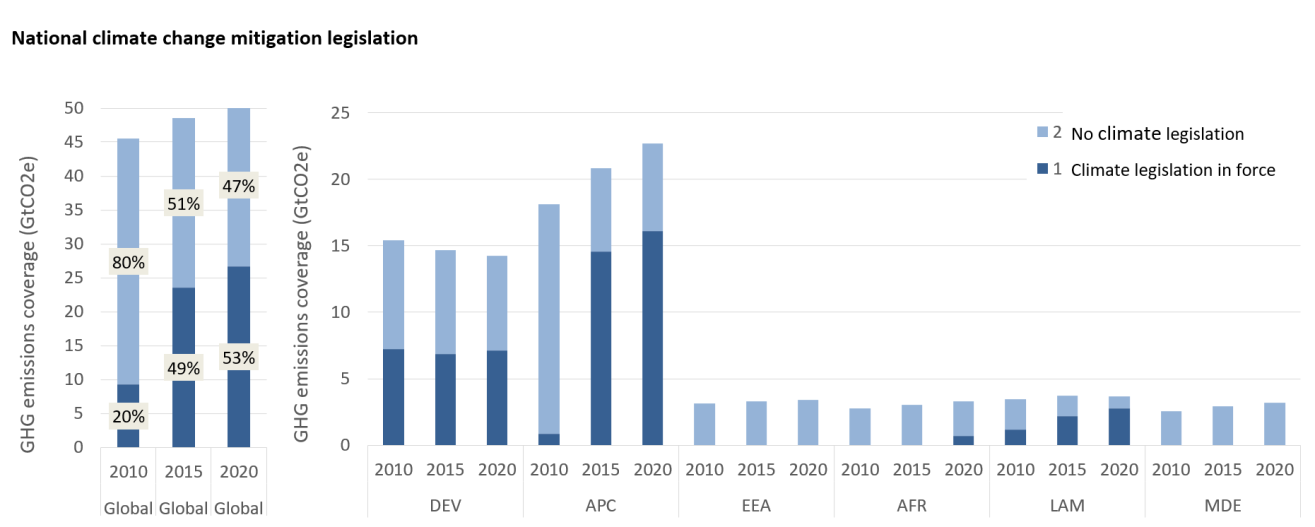 National climate change mitigation legislation
GHG emissions coverage (GtCO2e)
50
45
40
35
30
25
20
15
10
5
0
80%
20%
51%
49%
47%
53%
2010 2015 2020
Global Global Global
GHG emissions coverage (GtCO2e)
25
20
15
10
5
0
2 No climate legislation
1 Climate legislation in force
2010 2015 2020 2010 2015 2020 2010 2015 2020 2010 2015 2020 2010 2015 2020 2010 2015 2020
DEV APC EEA AFR LAM MDE